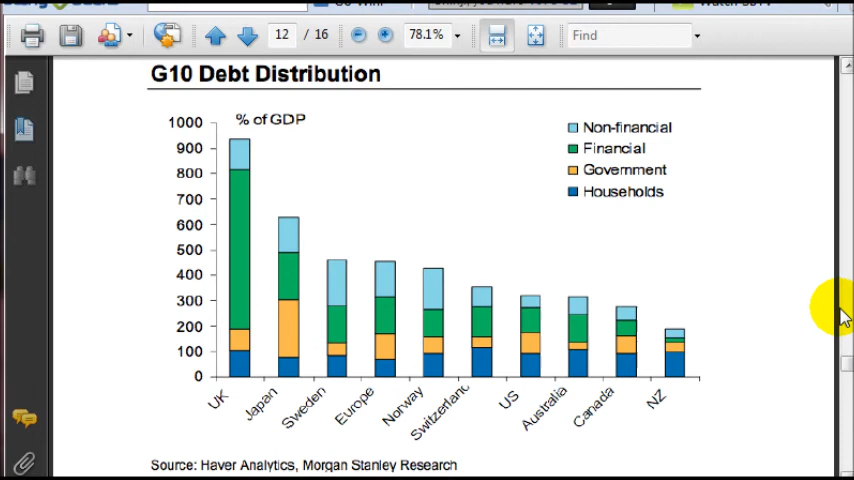 12 / 16
78.1%
Find
G10 Debt Distribution
% of GDP
1000
900
800
700
600
500
400
300
200
100
0
Non-financial
Financial
Government
Households
UK
Japan
Sweden
Europe
Norway
Switzerland
US
Australia
Canada
NZ
Source: Haver Analytics, Morgan Stanley Research